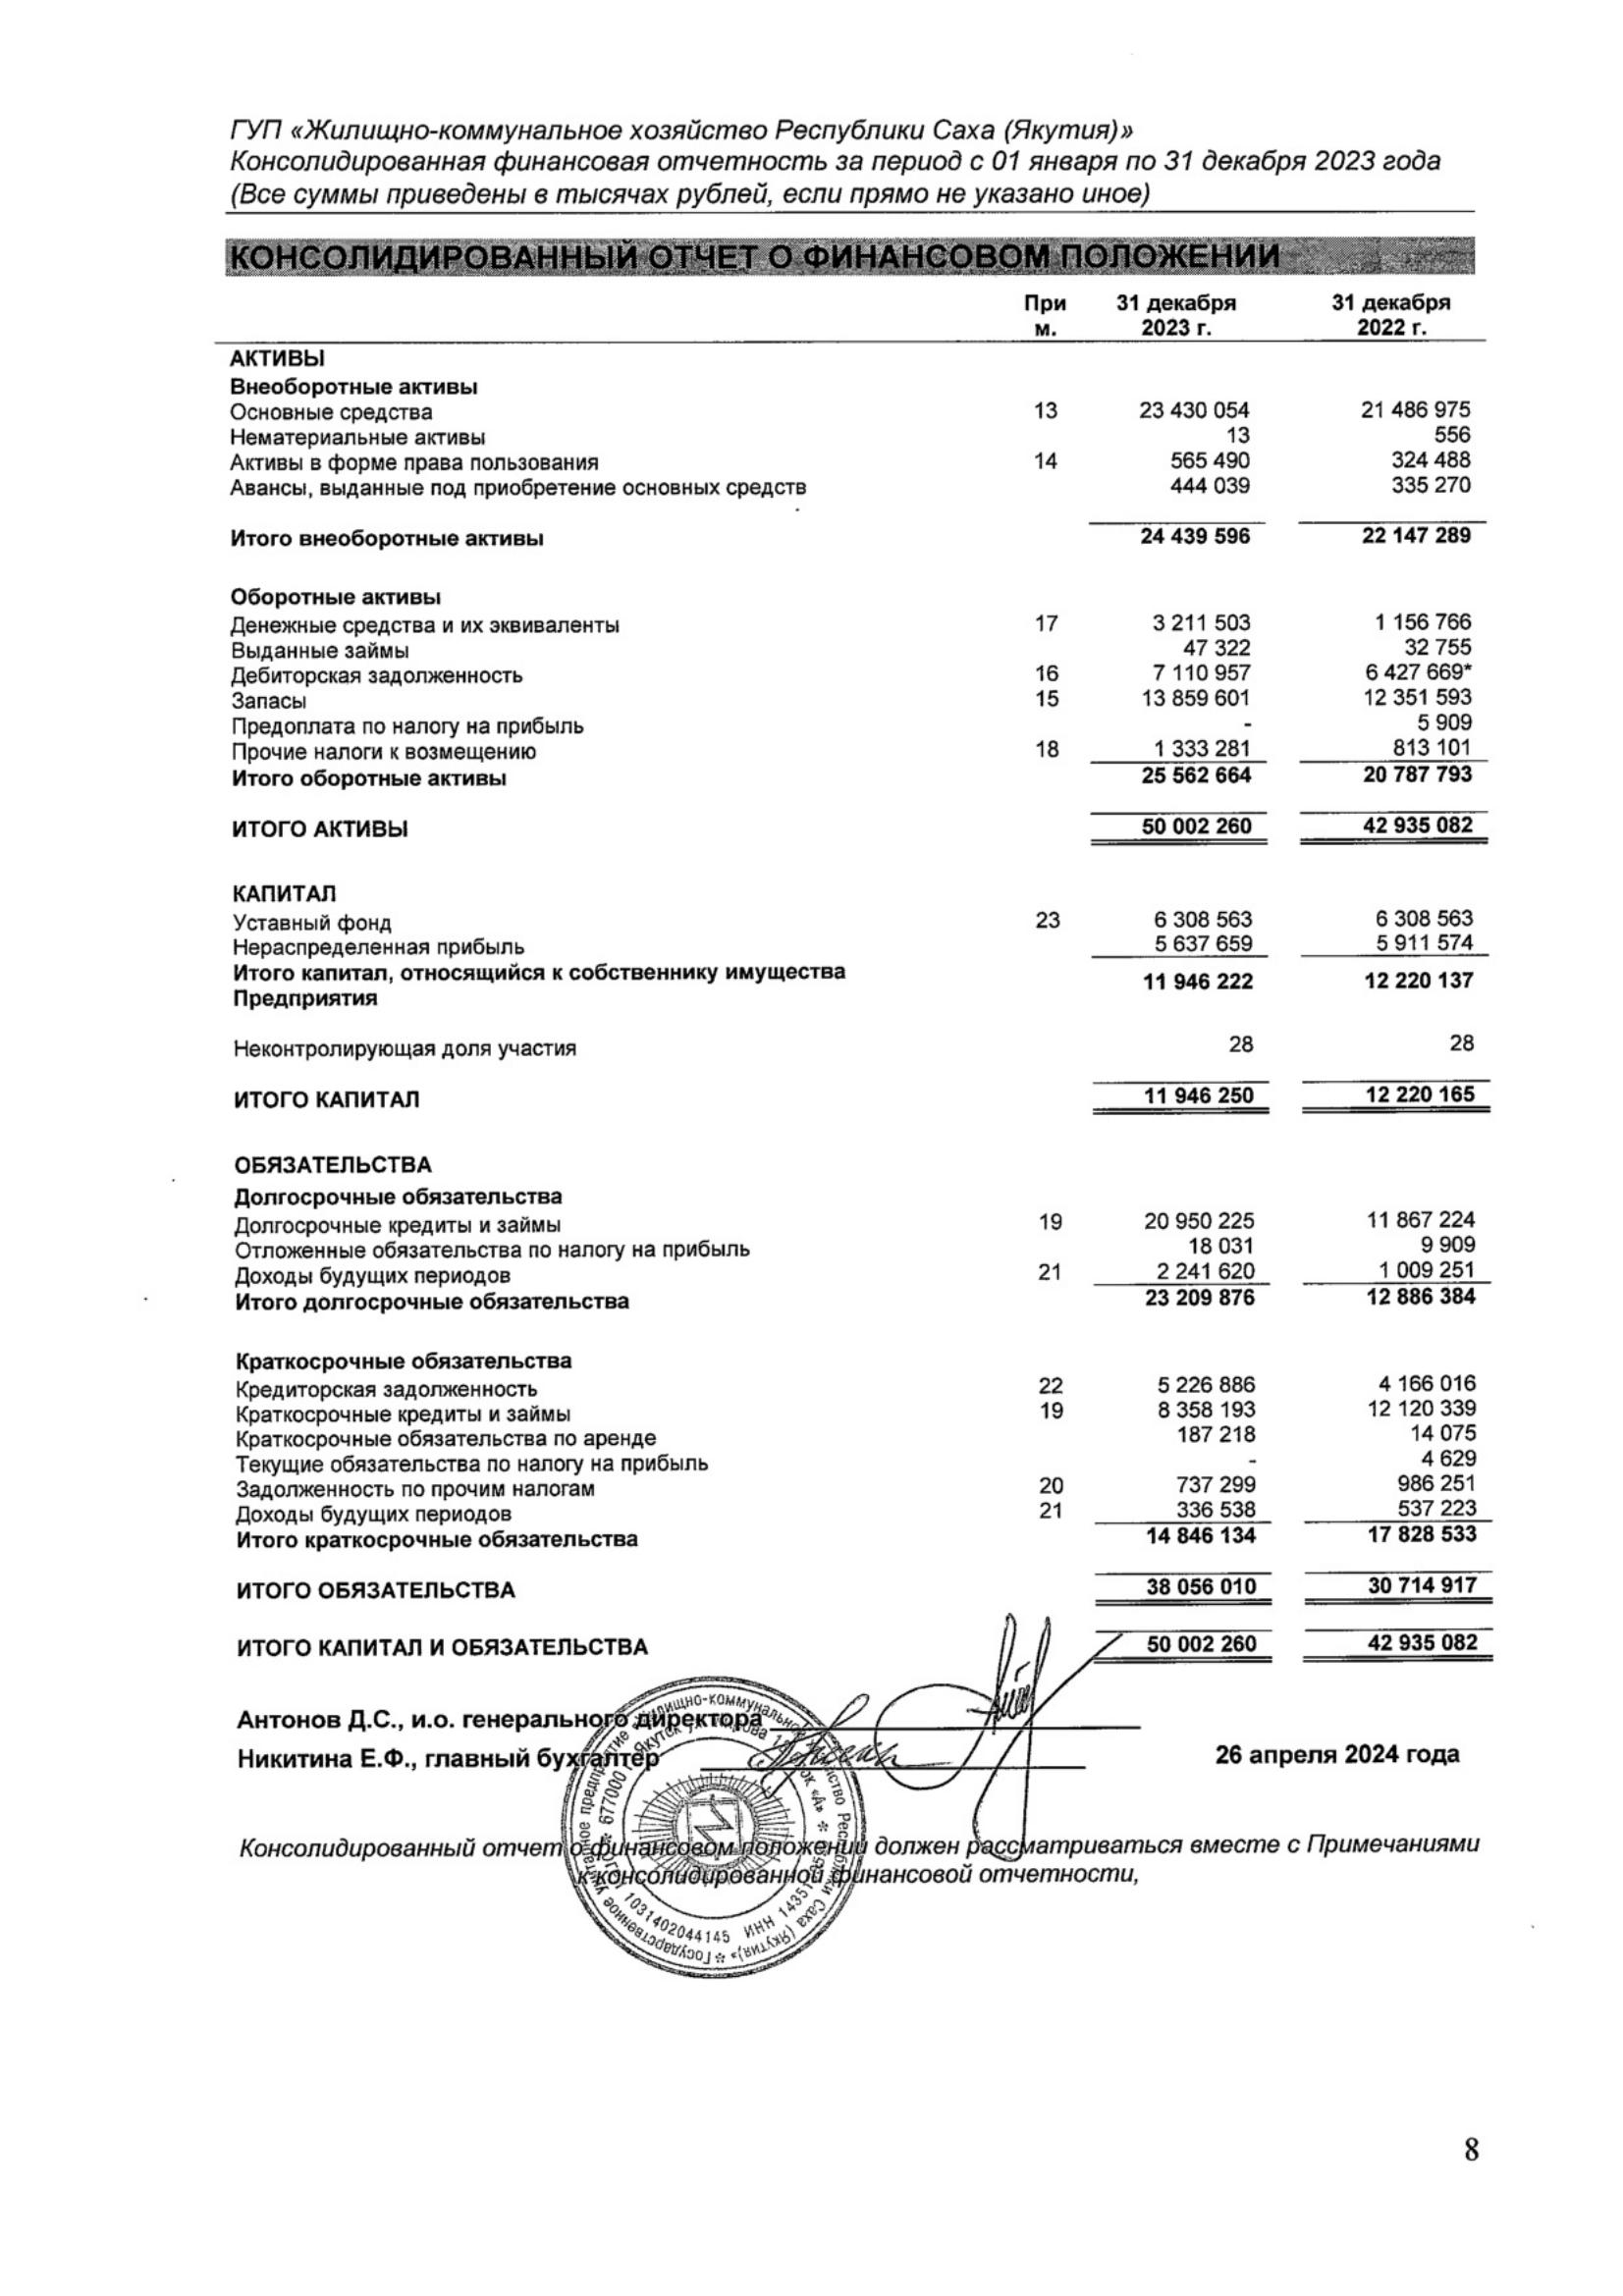 ГУП «Жилищно-коммунальное хозяйство Республики Саха (Якутия)»
Консолидированная финансовая отчетность за период с 01 января по 31 декабря 2023 года
(Все суммы приведены в тысячах рублей, если прямо не указано иное)
КОНСОЛИДИРОВАННЫЙ ОТЧЕТ О ФИНАНСОВОМ ПОЛОЖЕНИИ
При м. 31 декабря 2023 г. 31 декабря 2022 г.
АКТИВЫ
Внеоборотные активы
Основные средства 13 23 430 054 21 486 975
Нематериальные активы 13 556
Активы в форме права пользования 14 565 490 324 488
Авансы, выданные под приобретение основных средств 444 039 335 270
Итого внеоборотные активы 24 439 596 22 147 289
Оборотные активы
Денежные средства и их эквиваленты 17 3 211 503 1 156 766
Выданные займы 47 322 32 755
Дебиторская задолженность 16 7 110 957 6 427 669*
Запасы 15 13 859 601 12 351 593
Предоплата по налогу на прибыль - 5 909
Прочие налоги к возмещению 18 1 333 281 813 101
Итого оборотные активы 25 562 664 20 787 793
ИТОГО АКТИВЫ 50 002 260 42 935 082
КАПИТАЛ
Уставный фонд 23 6 308 563 6 308 563
Нераспределенная прибыль 5 637 659 5 911 574
Итого капитал, относящийся к собственнику имущества
Предприятия 11 946 222 12 220 137
Неконтролирующая доля участия 28 28
ИТОГО КАПИТАЛ 11 946 250 12 220 165
ОБЯЗАТЕЛЬСТВА
Долгосрочные обязательства
Долгосрочные кредиты и займы 19 20 950 225 11 867 224
Отложенные обязательства по налогу на прибыль 18 031 9 909
Доходы будущих периодов 21 2 241 620 1 009 251
Итого долгосрочные обязательства 23 209 876 12 886 384
Краткосрочные обязательства
Кредиторская задолженность 22 5 226 886 4 166 016
Краткосрочные кредиты и займы 19 8 358 193 12 120 339
Краткосрочные обязательства по аренде 187 218 14 075
Текущие обязательства по налогу на прибыль - 4 629
Задолженность по прочим налогам 20 737 299 986 251
Доходы будущих периодов 21 336 538 537 223
Итого краткосрочные обязательства 14 846 134 17 828 533
ИТОГО ОБЯЗАТЕЛЬСТВА 38 056 010 30 714 917
ИТОГО КАПИТАЛ И ОБЯЗАТЕЛЬСТВА 50 002 260 42 935 082
Антонов Д.С., и.о. генерального директора
Никитина Е.Ф., главный бухгалтер 26 апреля 2024 года
Консолидированный отчет о финансовом положении должен рассматриваться вместе с Примечаниями
к консолидированной финансовой отчетности,
1031402044145 ИНН
8